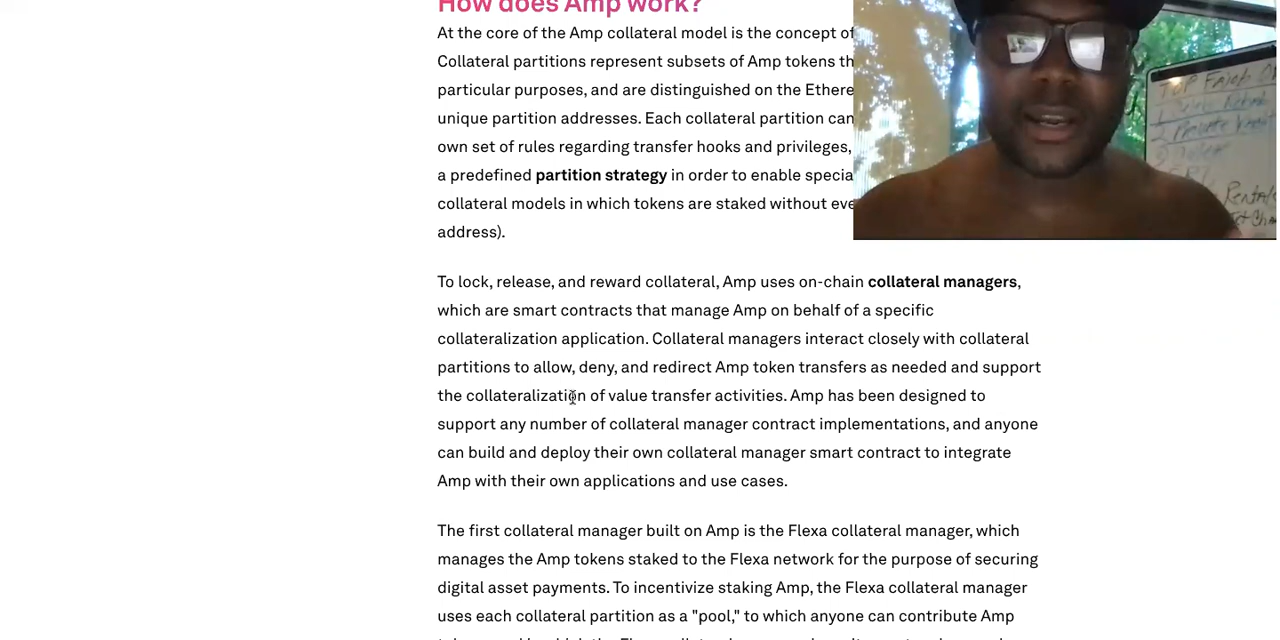 How does Amp work?
At the core of the Amp collateral model is the concept of
Collateral partitions represent subsets of Amp tokens th
particular purposes, and are distinguished on the Ethere
unique partition addresses. Each collateral partition can
own set of rules regarding transfer hooks and privileges,
a predefined partition strategy in order to enable specia
collateral models in which tokens are staked without eve
address).
To lock, release, and reward collateral, Amp uses on-chain collateral managers,
which are smart contracts that manage Amp on behalf of a specific
collateralization application. Collateral managers interact closely with collateral
partitions to allow, deny, and redirect Amp token transfers as needed and support
the collateralization of value transfer activities. Amp has been designed to
support any number of collateral manager contract implementations, and anyone
can build and deploy their own collateral manager smart contract to integrate
Amp with their own applications and use cases.
The first collateral manager built on Amp is the Flexa collateral manager, which
manages the Amp tokens staked to the Flexa network for the purpose of securing
digital asset payments. To incentivize staking Amp, the Flexa collateral manager
uses each collateral partition as a "pool," to which anyone can contribute Amp
TOP